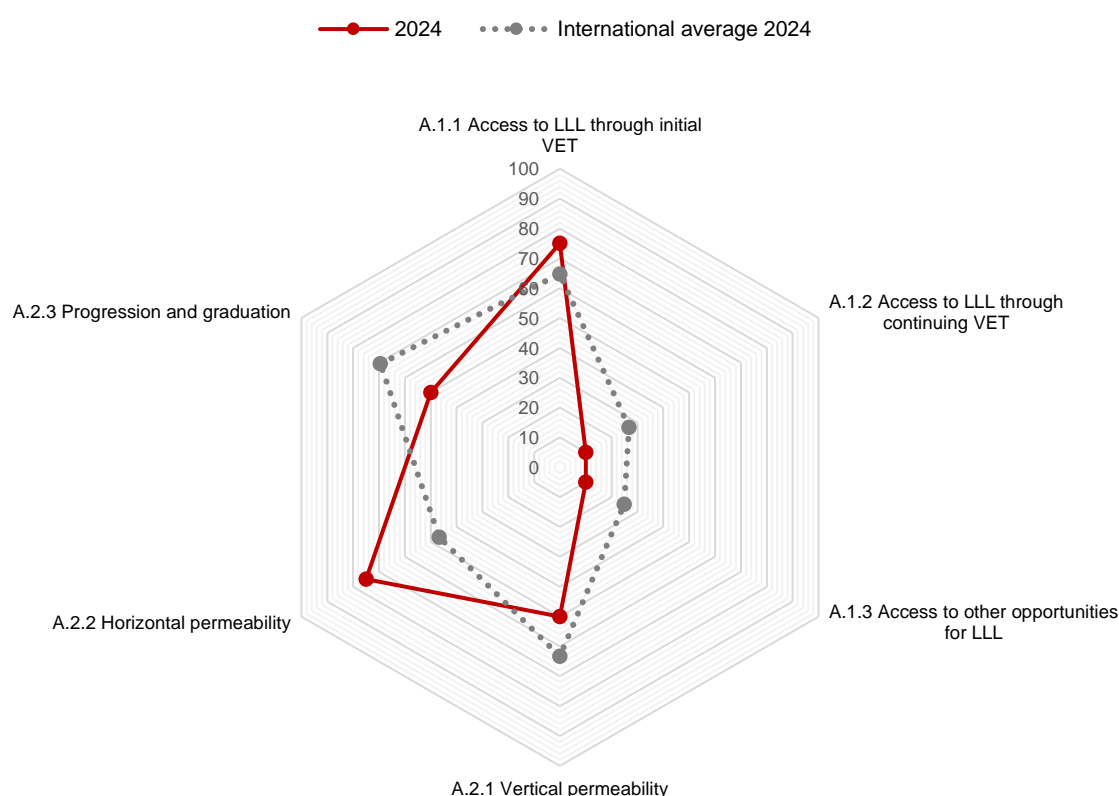 2024
International average 2024
A.1.1 Access to LLL through initial
VET
100
90
80
70
60
50
40
30
20
10
0
A.1.2 Access to LLL through
continuing VET
A.2.3 Progression and graduation
A.2.2 Horizontal permeability
A.1.3 Access to other opportunities
for LLL
A.2.1 Vertical permeability